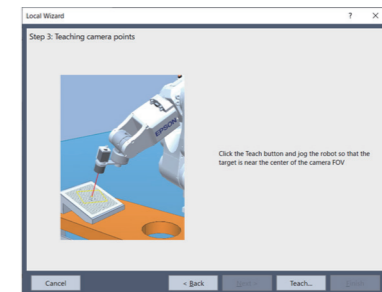 Local Wizard
? ×
Step 3: Teaching camera points
EPSON
Click the Teach button and jog the robot so that the
target is near the center of the camera FOV
Cancel
< Back
Teach...